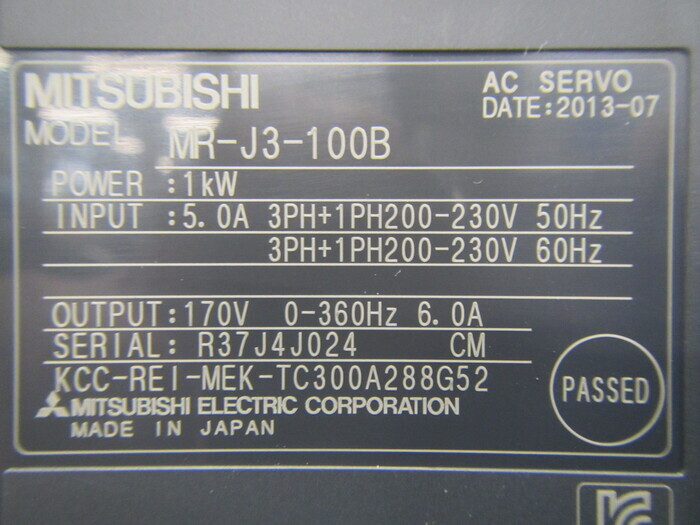 MITSUBISHI
AC SERVO
DATE:2013-07
MODEL MR-J3-100B
POWER :1kW
INPUT :5.0A 3PH+1PH200-230V 50Hz
3PH+1PH200-230V 60Hz
OUTPUT:170V 0-360Hz 6.0A
SERIAL: R37J4J024 CM
KCC-REI-MEK-TC300A288G52
MITSUBISHI ELECTRIC CORPORATION
MADE IN JAPAN
PASSED